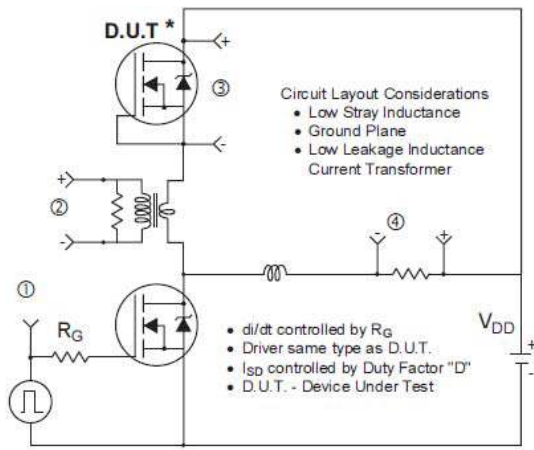 D.U.T *
+
③
-
Circuit Layout Considerations
• Low Stray Inductance
• Ground Plane
• Low Leakage Inductance
Current Transformer
+
②
-
-
④
+
①
RG
VDD
+
-
• di/dt controlled by RG
• Driver same type as D.U.T.
• ISD controlled by Duty Factor "D"
• D.U.T. - Device Under Test